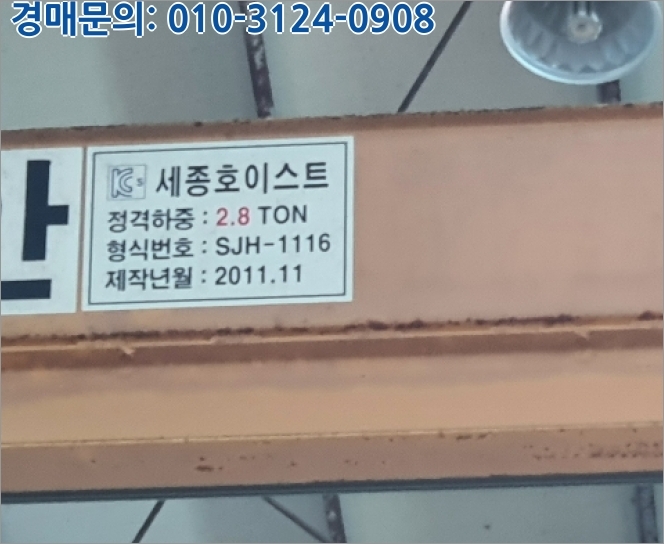 경매문의: 010-3124-0908
KCs 세종호이스트
정격하중 : 2.8 TON
형식번호 : SJH-1116
제작년월 : 2011.11